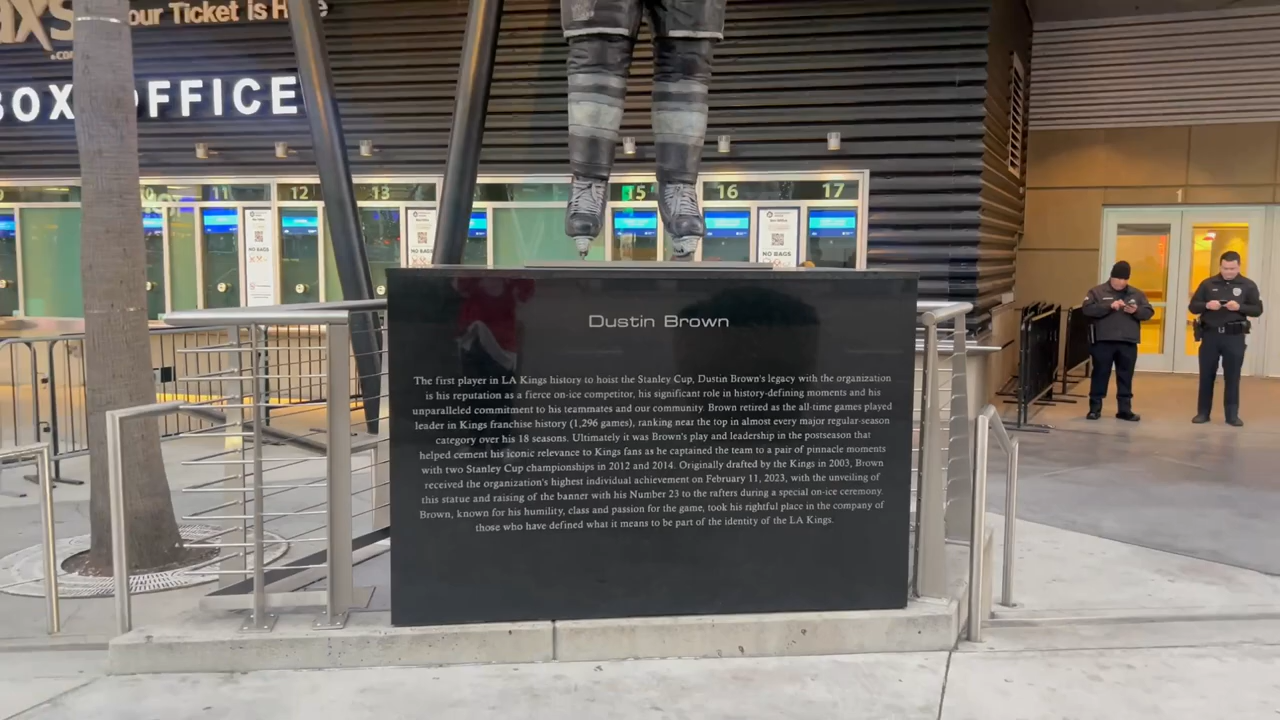 axs
.CO
our Ticket is He
BOX OFFICE
11
12
13
15
16
17
NO BAGS
NO BAGS
NO BAGS
Dustin Brown
The first player in LA Kings history to hoist the Stanley Cup, Dustin Brown's legacy with the organization
is his reputation as a fierce on-ice competitor, his significant role in history-defining moments and his
unparalleled commitment to his teammates and our community. Brown retired as the all-time games played
leader in Kings franchise history (1,296 games), ranking near the top in almost every major regular-season
category over his 18 seasons. Ultimately it was Brown's play and leadership in the postseason that
helped cement his iconic relevance to Kings fans as he captained the team to a pair of pinnacle moments
with two Stanley Cup championships in 2012 and 2014. Originally drafted by the Kings in 2003, Brown
received the organization's highest individual achievement on February 11, 2023, with the unveiling of
this statue and raising of the banner with his Number 23 to the rafters during a special on-ice ceremony.
Brown, known for his humility, class and passion for the game, took his rightful place in the company of
those who have defined what it means to be part of the identity of the LA Kings.